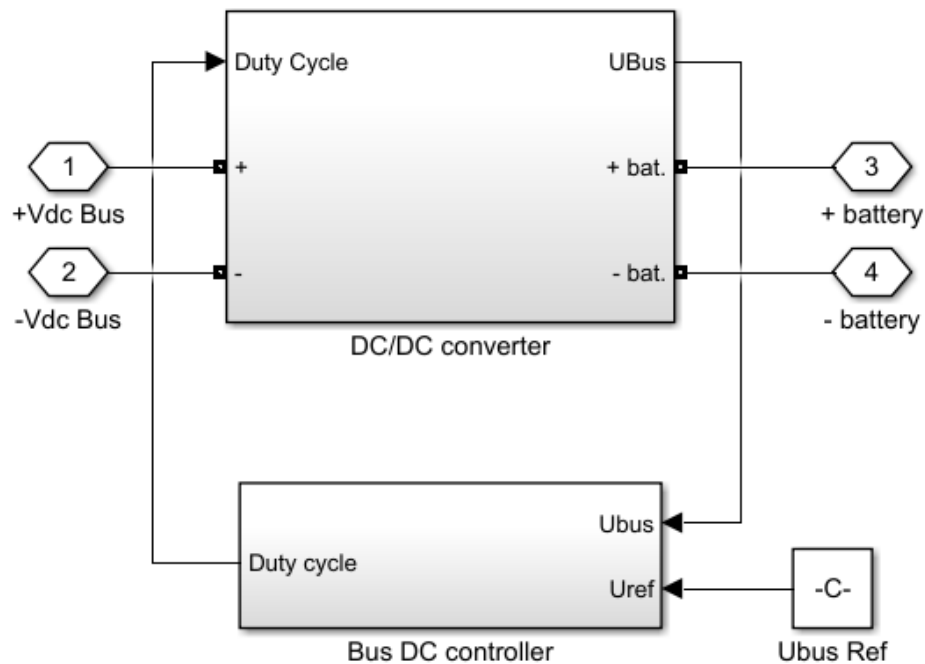 Duty Cycle
UBus
1
+
+ bat.
3
+Vdc Bus
+ battery
2
-
- bat.
4
-Vdc Bus
- battery
DC/DC converter
Ubus
Duty cycle
Uref
-C-
Bus DC controller
Ubus Ref